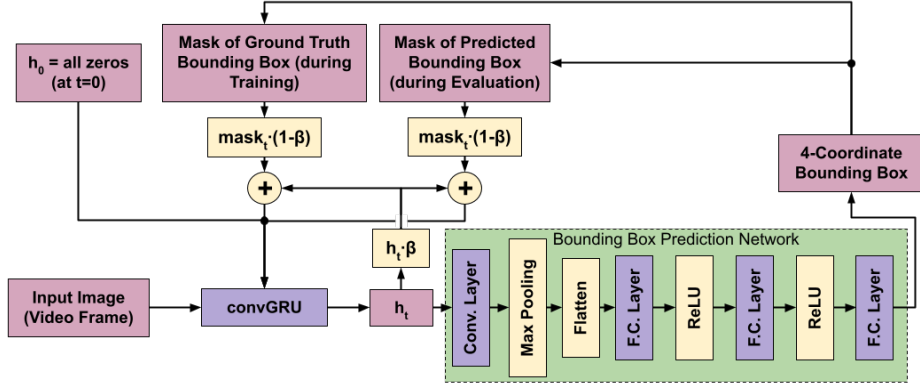 h0 = all zeros
(at t=0)
Mask of Ground Truth
Bounding Box (during
Training)
Mask of Predicted
Bounding Box
(during Evaluation)
maskt·(1-β)
maskt·(1-β)
4-Coordinate
Bounding Box
+
+
ht·β
Bounding Box Prediction Network
Input Image
(Video Frame)
convGRU
ht
Conv. Layer
Max Pooling
Flatten
F.C. Layer
ReLU
F.C. Layer
ReLU
F.C. Layer